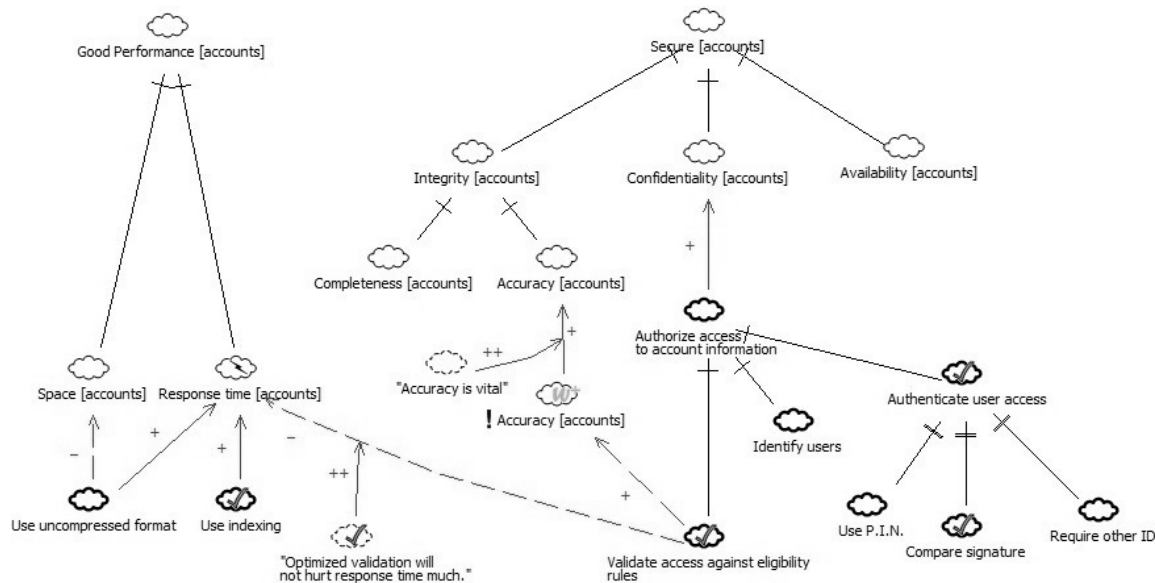 Good Performance [accounts]
Secure [accounts]
Integrity [accounts]
Confidentiality [accounts]
Availability [accounts]
+
Completeness [accounts]
Accuracy [accounts]
+
Authorize access
to account information
++
Space [accounts]
Response time [accounts]
"Accuracy is vital"
W+
! Accuracy [accounts]
Authenticate user access
-
+
+
-
++
Identify users
+
Use uncompressed format
Use indexing
Use P.I.N.
Compare signature
Require other ID
"Optimized validation will
not hurt response time much."
Validate access against eligibility
rules